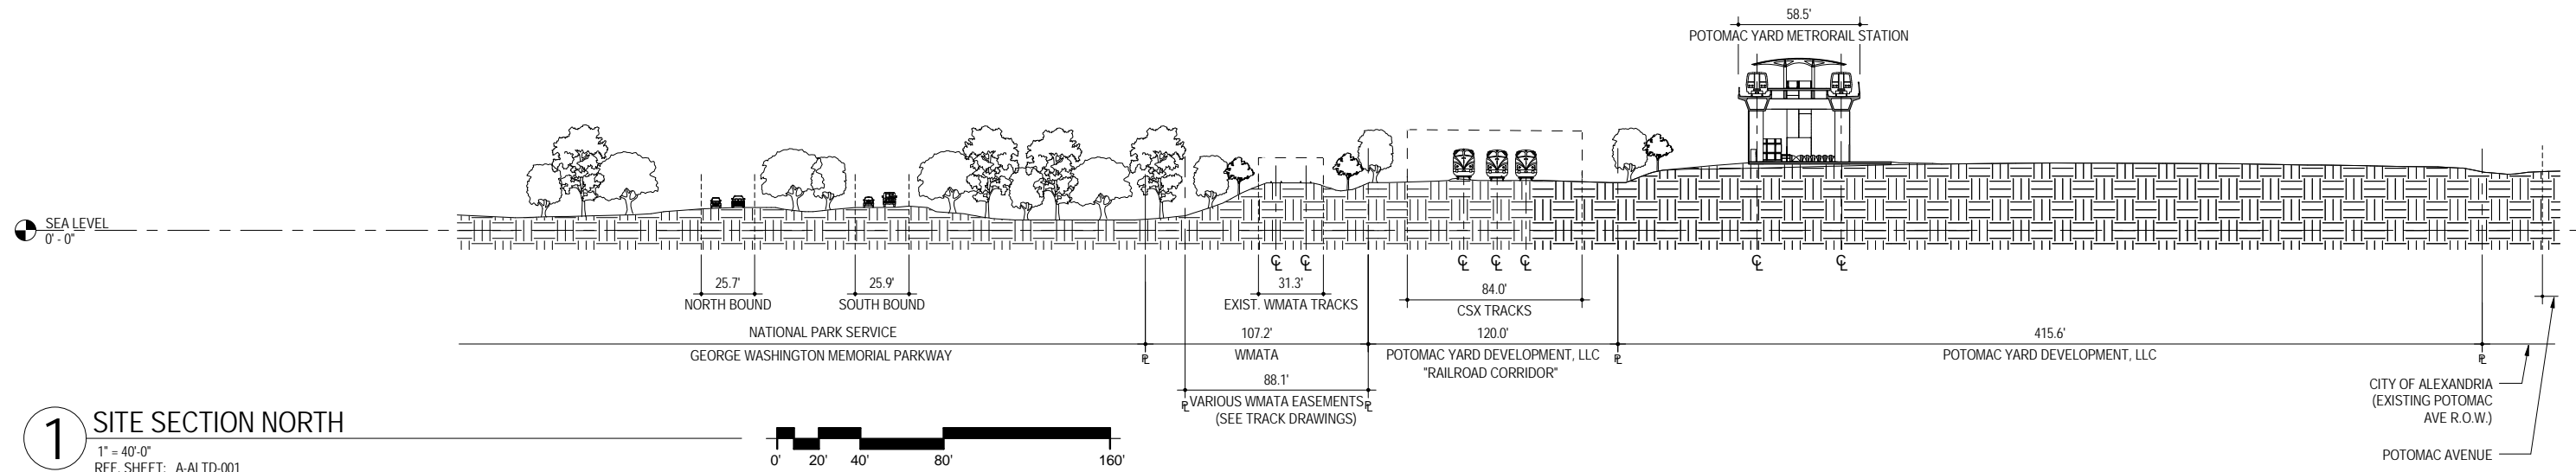 58.5'
POTOMAC YARD METRORAIL STATION
SEA LEVEL
0' - 0"
℄ ℄ ℄ ℄ ℄ ℄ ℄
25.7'
NORTH BOUND
25.9'
SOUTH BOUND
31.3'
EXIST. WMATA TRACKS
84.0'
CSX TRACKS
NATIONAL PARK SERVICE
GEORGE WASHINGTON MEMORIAL PARKWAY
107.2'
WMATA
120.0'
POTOMAC YARD DEVELOPMENT, LLC
"RAILROAD CORRIDOR"
415.6'
POTOMAC YARD DEVELOPMENT, LLC
88.1'
VARIOUS WMATA EASEMENTS
(SEE TRACK DRAWINGS)
CITY OF ALEXANDRIA
(EXISTING POTOMAC
AVE R.O.W.)
POTOMAC AVENUE
1
SITE SECTION NORTH
1" = 40'-0"
REF. SHEET: A-ALTD-001
0' 20' 40' 80' 160'